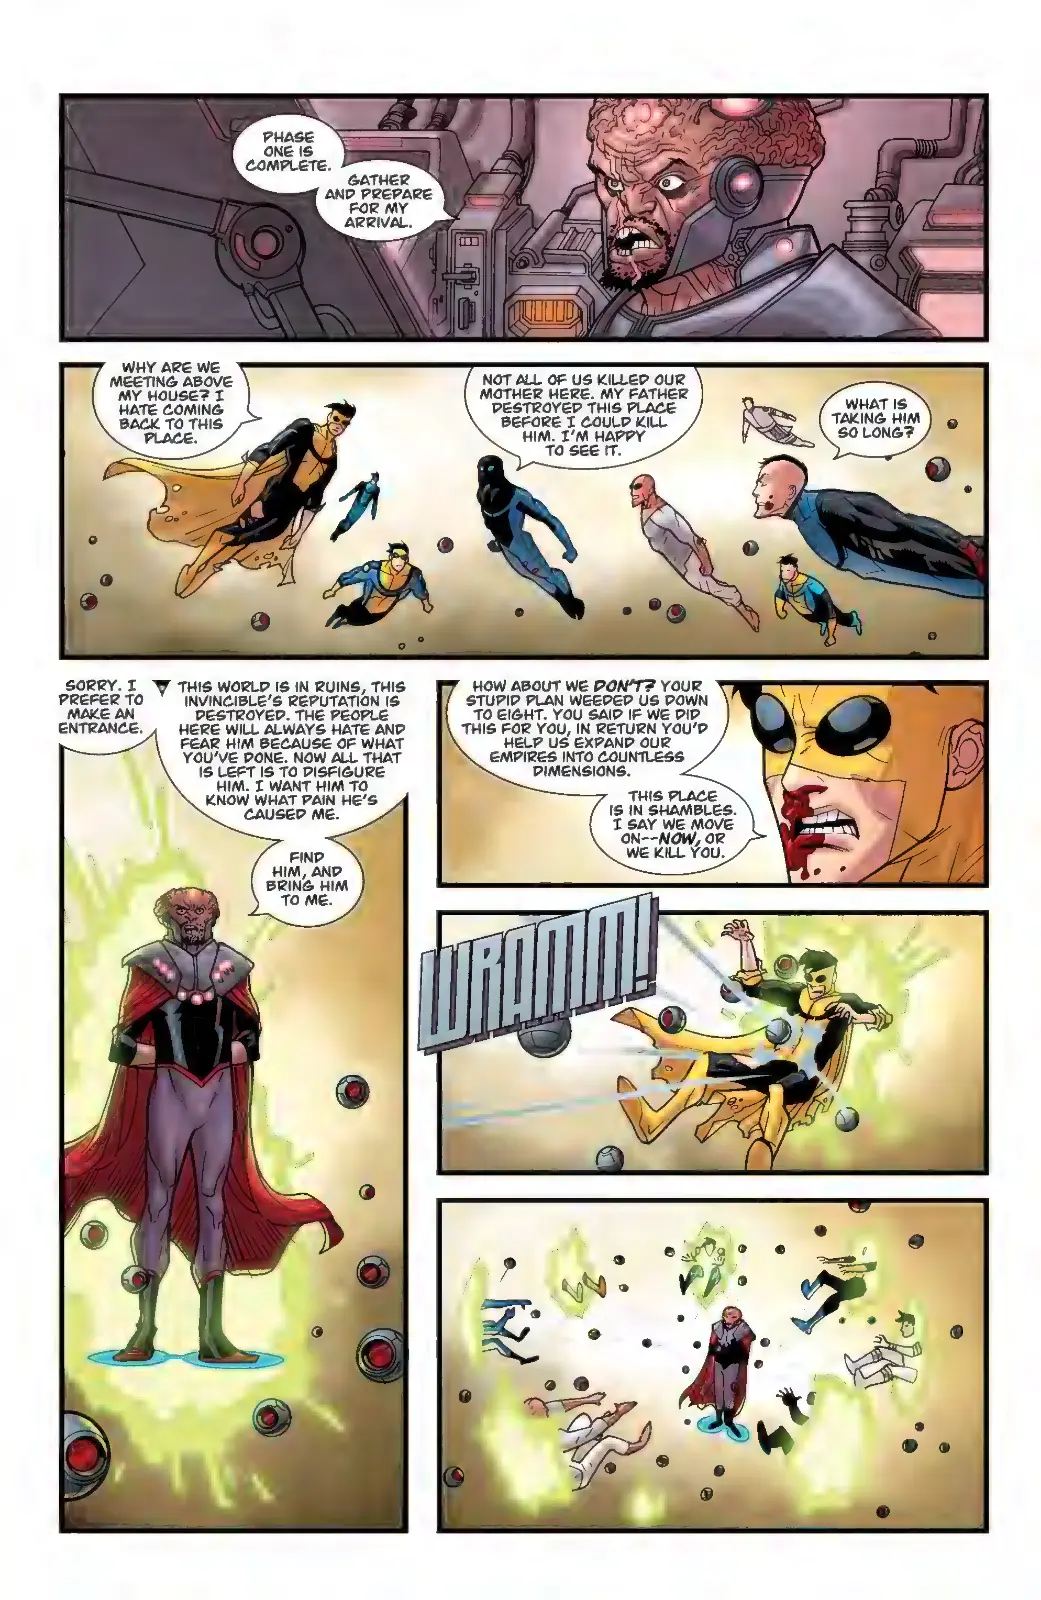 PHASE
ONE IS
COMPLETE.
GATHER
AND PREPARE
FOR MY
ARRIVAL.
WHY ARE WE
MEETING ABOVE
MY HOUSE? I
HATE COMING
BACK TO THIS
PLACE.
NOT ALL OF US KILLED OUR
MOTHER HERE. MY FATHER
DESTROYED THIS PLACE
BEFORE I COULD KILL
HIM. I'M HAPPY
TO SEE IT.
WHAT IS
TAKING HIM
SO LONG?
SORRY. I
PREFER TO
MAKE AN
ENTRANCE.
THIS WORLD IS IN RUINS, THIS
INVINCIBLE'S REPUTATION IS
DESTROYED. THE PEOPLE
HERE WILL ALWAYS HATE AND
FEAR HIM BECAUSE OF WHAT
YOU'VE DONE. NOW ALL THAT
IS LEFT IS TO DISFIGURE
HIM. I WANT HIM TO
KNOW WHAT PAIN HE'S
CAUSED ME.
FIND
HIM, AND
BRING HIM
TO ME.
HOW ABOUT WE DON'T? YOUR
STUPID PLAN WEEDED US DOWN
TO EIGHT. YOU SAID IF WE DID
THIS FOR YOU, IN RETURN YOU'D
HELP US EXPAND OUR
EMPIRES INTO COUNTLESS
DIMENSIONS.
THIS PLACE
IS IN SHAMBLES.
I SAY WE MOVE
ON--NOW, OR
WE KILL YOU.
WRAMM!